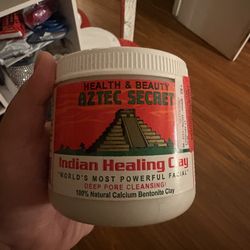 HEALTH & BEAUTY
AZTEC SECRET
Indian Healing Clay
"WORLD'S MOST POWERFUL FACIAL"
DEEP PORE CLEANSING!
100% Natural Calcium Bentonite Clay